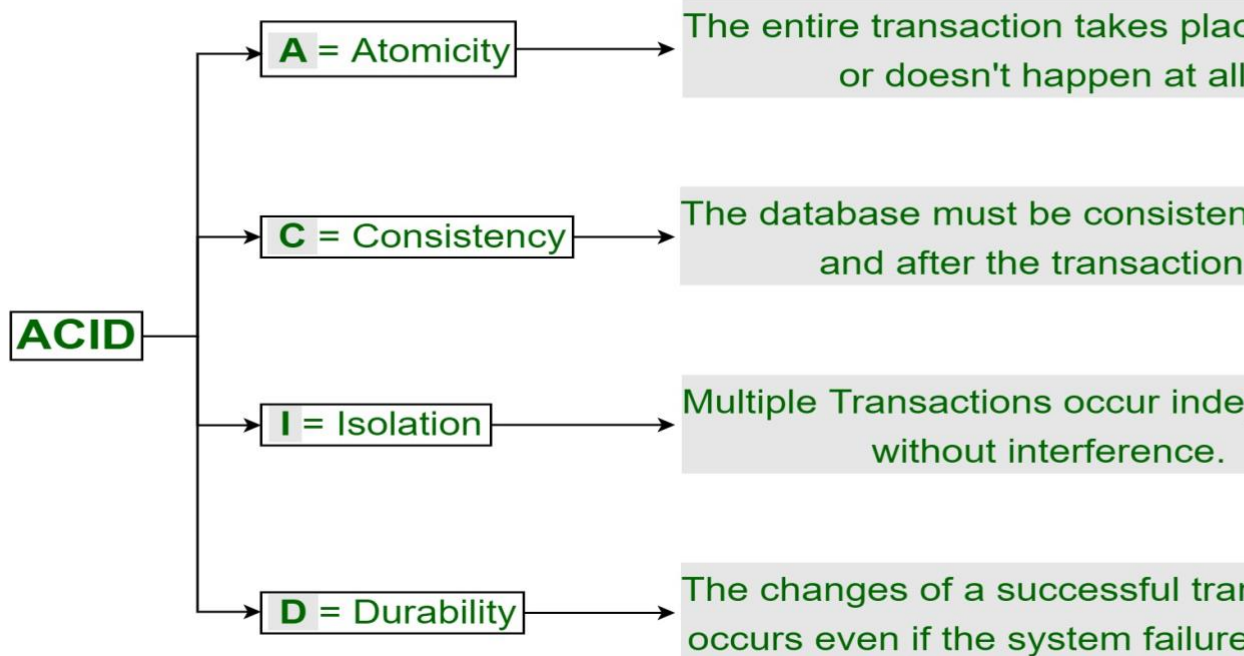 A = Atomicity
The entire transaction takes
or doesn't happen at all
C = Consistency
The database must be
and after the transaction
ACID
I = Isolation
Multiple Transactions occur
without interference.
D = Durability
The changes of a successful
occurs even if the system failure